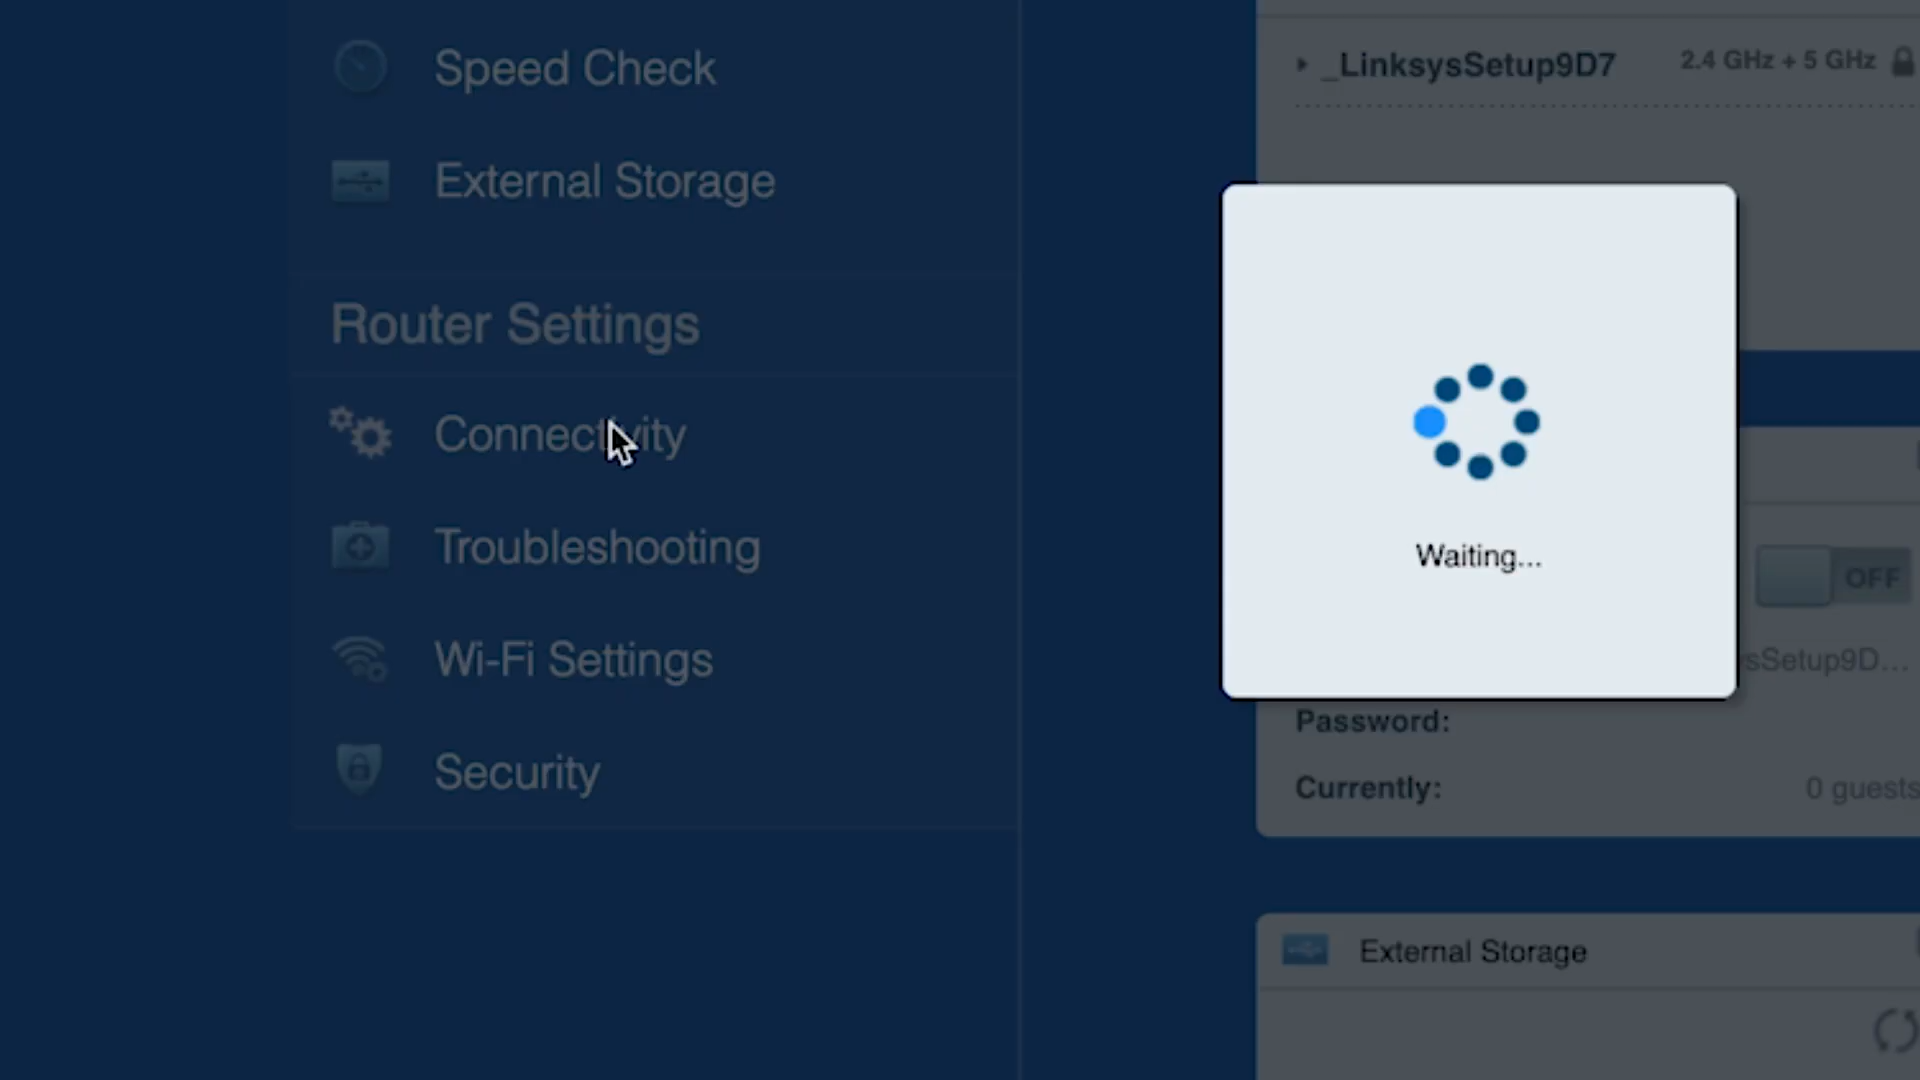 Speed Check
External Storage
Router Settings
Connectivity
Troubleshooting
Wi-Fi Settings
Security
_LinksysSetup9D7 2.4 GHz + 5 GHz
Waiting...
OFF
sSetup9D...
Password:
Currently: 0 guests
External Storage